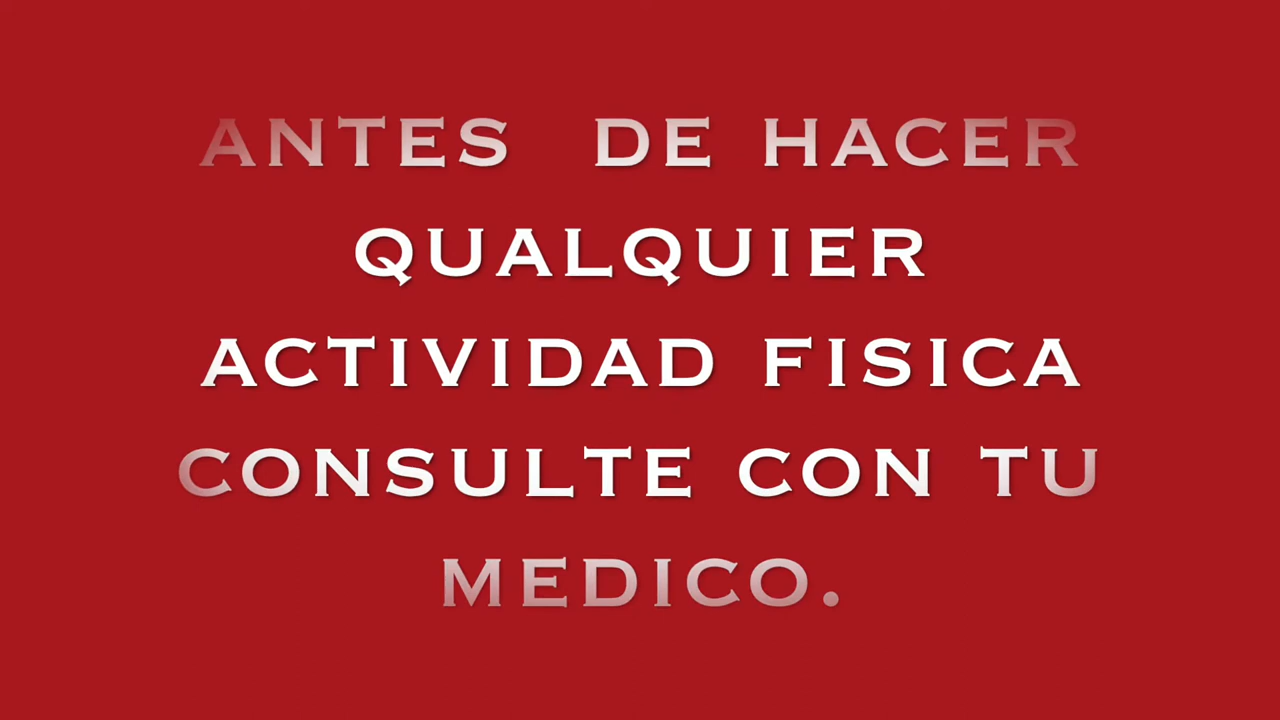 ANTES DE HACER
QUALQUIER
ACTIVIDAD FISICA
CONSULTE CON TU
MEDICO.